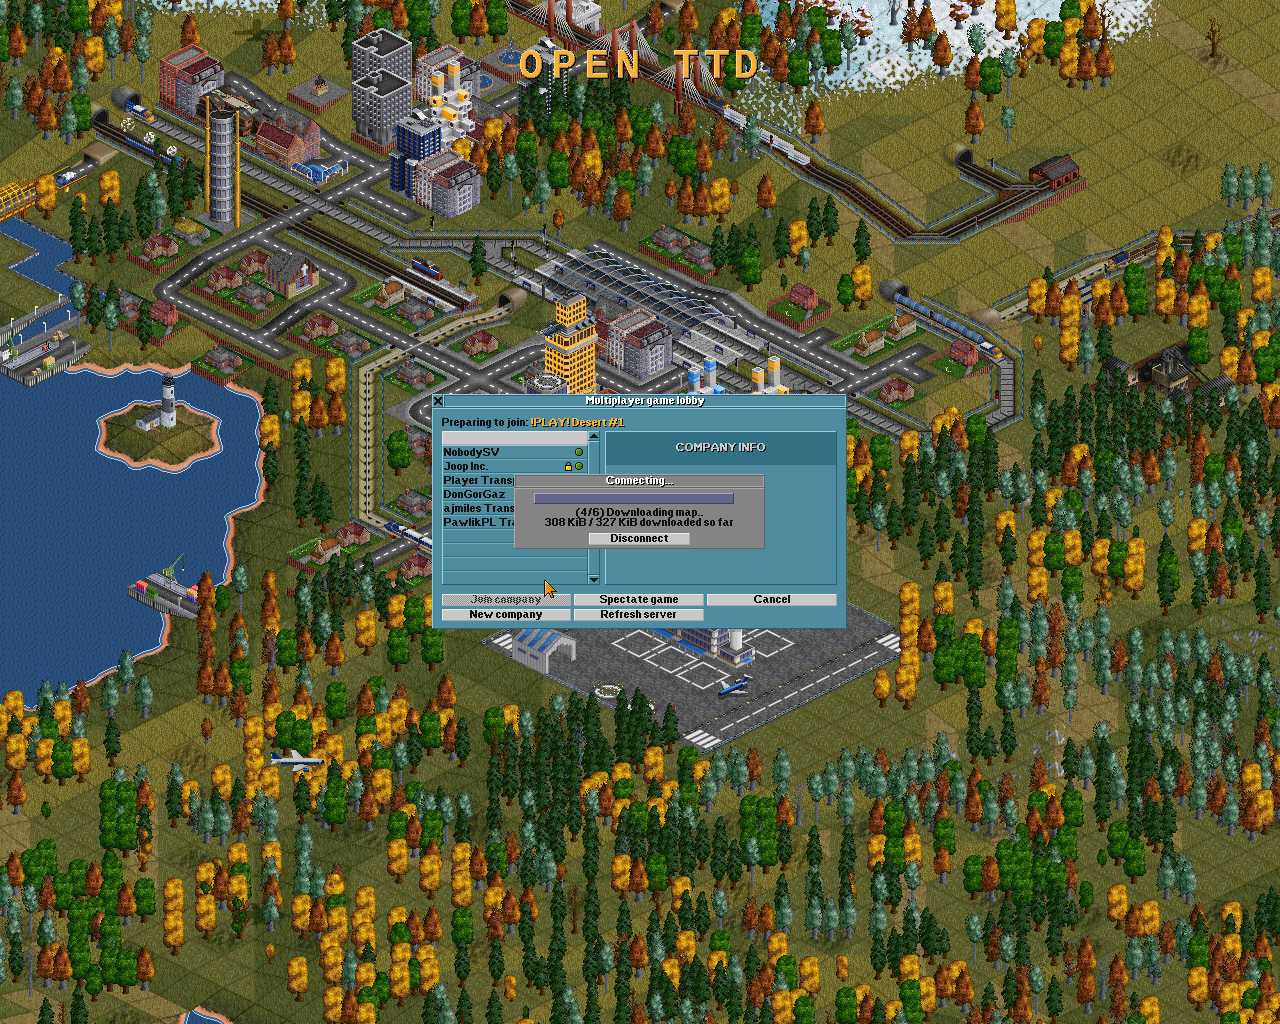 OPEN TTD
Multiplayer game lobby
Preparing to join: !PLAY! Desert #1
COMPANY INFO
NobodySV
Joop Inc.
Player Transp
DonGorGaz
ajmiles Trans
PawlikPL Tra
Connecting...
(4/6) Downloading map..
308 KiB / 327 KiB downloaded so far
Disconnect
Join company
Spectate game
Cancel
New company
Refresh server